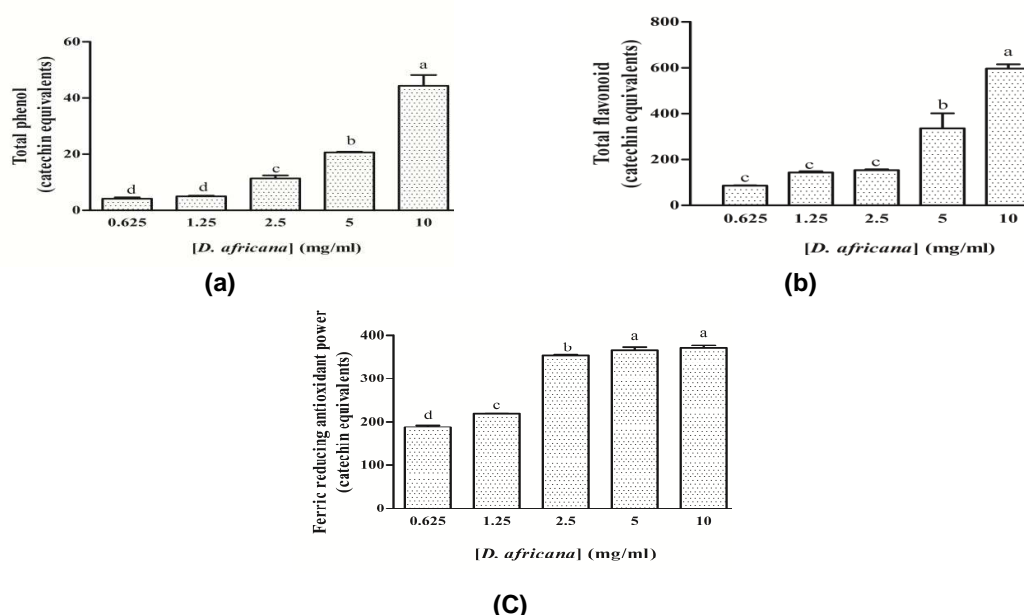 Total phenol
(catechin equivalents)
60
40
20
0
d
d
c
b
a
0.625 1.25 2.5 5 10
[D. africana] (mg/ml)
(a)
Total flavonoid
(catechin equivalents)
800
600
400
200
0
c
c
c
b
a
0.625 1.25 2.5 5 10
[D. africana] (mg/ml)
(b)
Ferric reducing antioxidant power
(catechin equivalents)
400
300
200
100
0
d
c
b
a
a
0.625 1.25 2.5 5 10
[D. africana] (mg/ml)
(C)